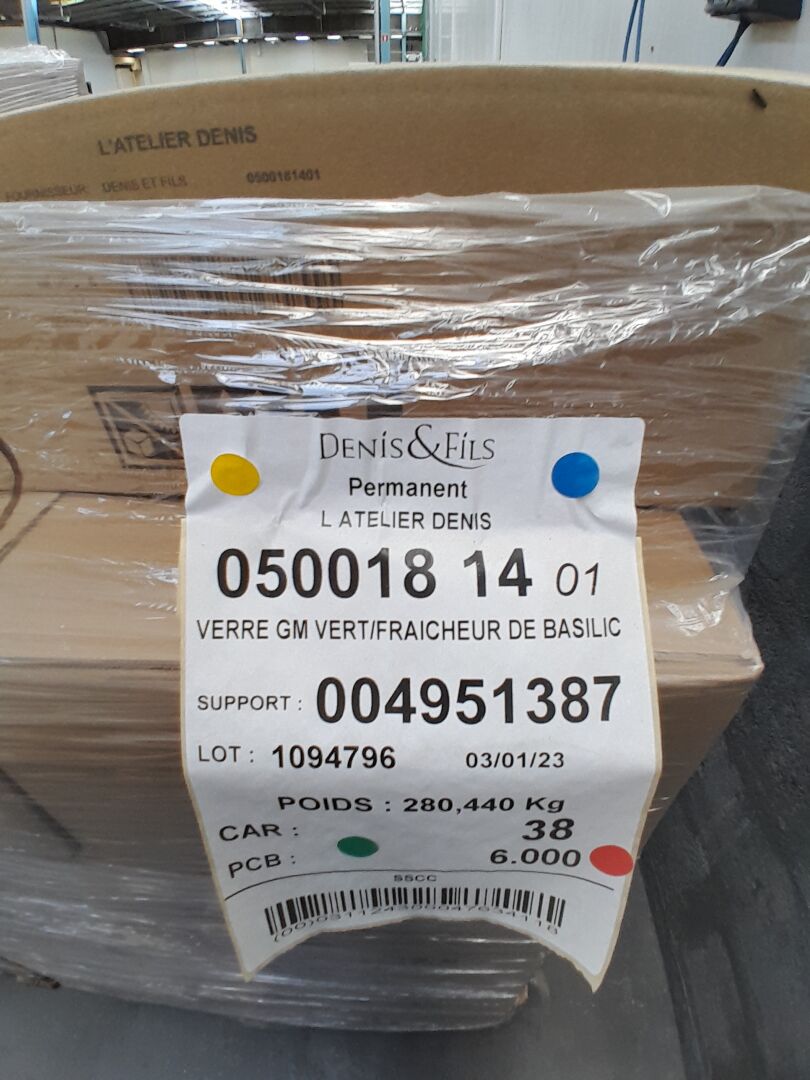 L'ATELIER DENIS
FOURNISSEUR: DENIS ET FILS 0500181401
DENIS&FILS
Permanent
L ATELIER DENIS
050018 14 01
VERRE GM VERT/FRAICHEUR DE BASILIC
SUPPORT : 004951387
LOT : 1094796 03/01/23
POIDS : 280,440 Kg
CAR : 38
PCB : 6.000
SSCC